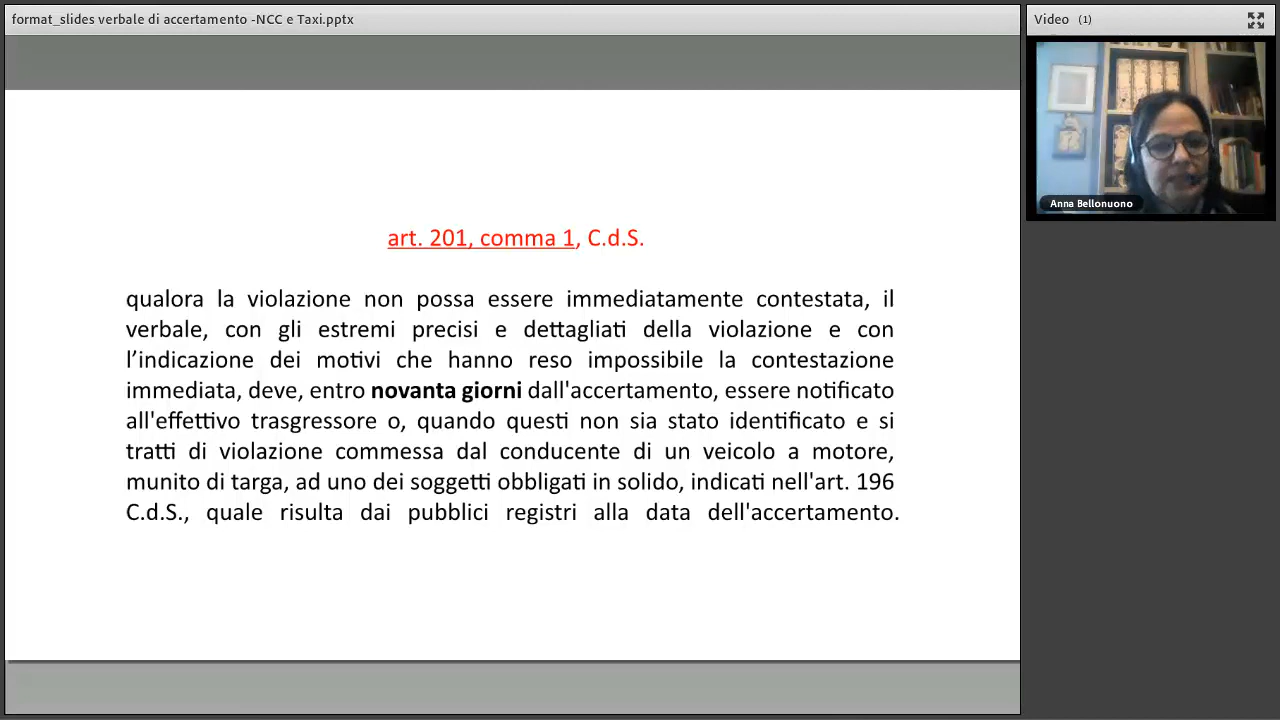 format_slides verbale di accertamento -NCC e Taxi.pptx
Video (1)
Anna Bellonuono
art. 201, comma 1, C.d.S.
qualora la violazione non possa essere immediatamente contestata, il
verbale, con gli estremi precisi e dettagliati della violazione e con
l’indicazione dei motivi che hanno reso impossibile la contestazione
immediata, deve, entro novanta giorni dall'accertamento, essere notificato
all'effettivo trasgressore o, quando questi non sia stato identificato e si
tratti di violazione commessa dal conducente di un veicolo a motore,
munito di targa, ad uno dei soggetti obbligati in solido, indicati nell'art. 196
C.d.S., quale risulta dai pubblici registri alla data dell'accertamento.